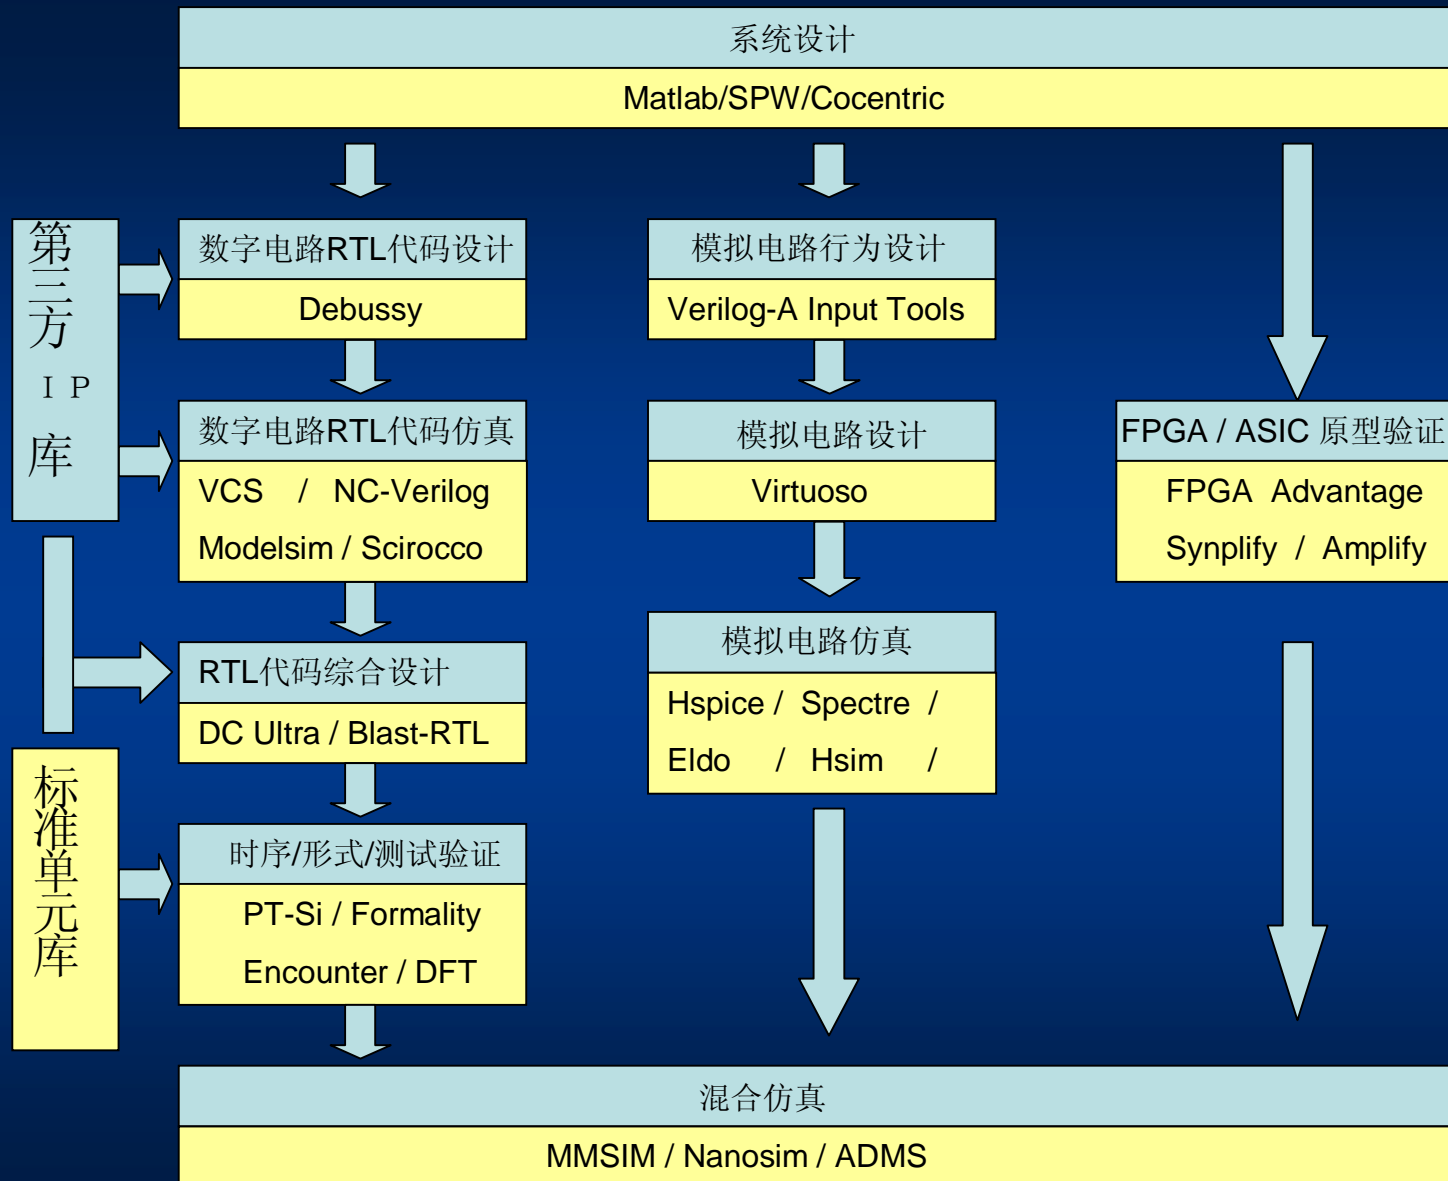 系统设计
Matlab/SPW/Cocentric
第三方
ＩＰ
库
标准单元库
数字电路RTL代码设计
Debussy
数字电路RTL代码仿真
VCS / NC-Verilog
Modelsim / Scirocco
RTL代码综合设计
DC Ultra / Blast-RTL
时序/形式/测试验证
PT-Si / Formality
Encounter / DFT
模拟电路行为设计
Verilog-A Input Tools
模拟电路设计
Virtuoso
模拟电路仿真
Hspice / Spectre /
Eldo / Hsim /
FPGA / ASIC 原型验证
FPGA Advantage
Synplify / Amplify
混合仿真
MMSIM / Nanosim / ADMS